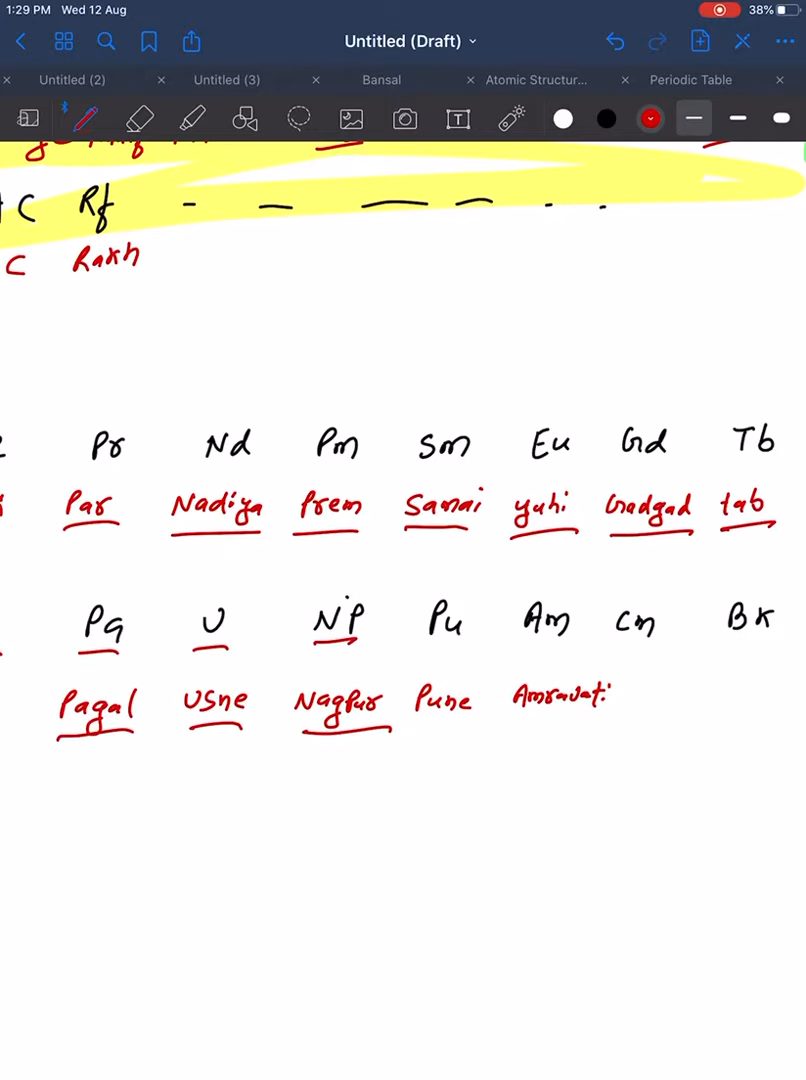 1:29 PM Wed 12 Aug 38%
Untitled (Draft)
Untitled (2) Untitled (3) Bansal Atomic Structur... Periodic Table
C Rf - — — — - .
C Rakh
Pr Nd Pm Sm Eu Gd Tb
Par Nadiya Prem Samai yuhi Gadgad tab
Pa U Np Pu Am Cm Bk
Pagal USne Nagpur Pune Amravati